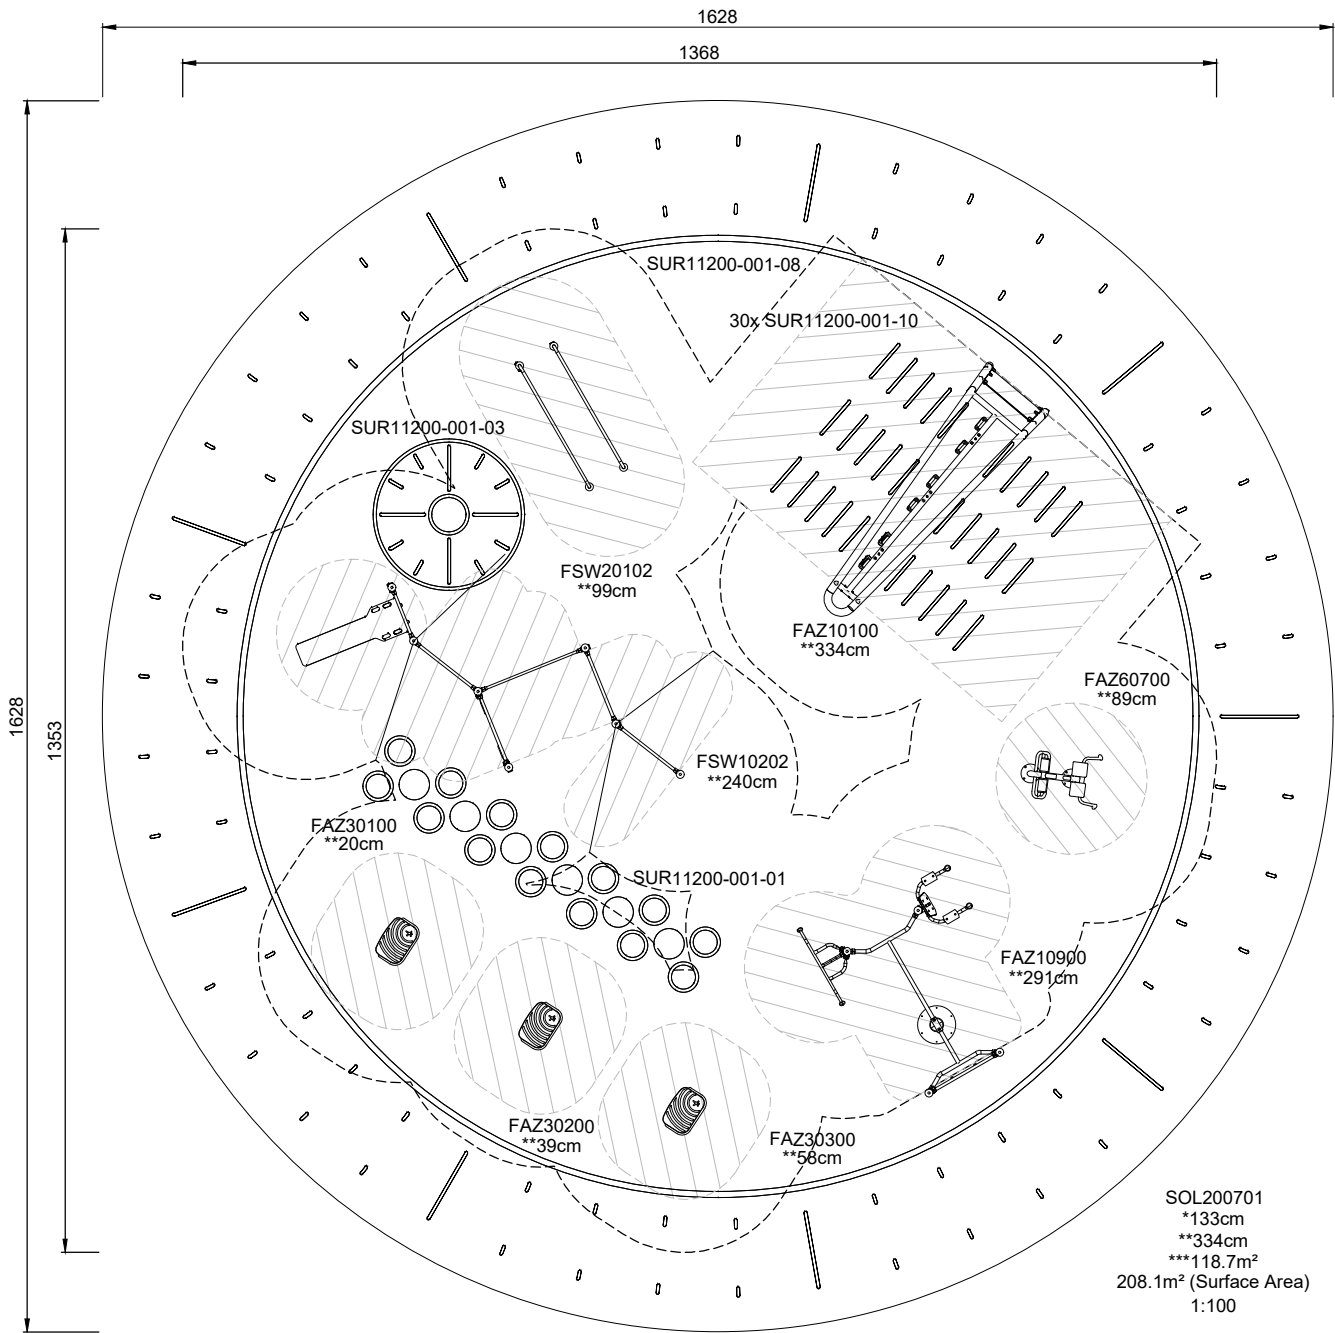 1628
1368
1628
1353
SUR11200-001-08
30x SUR11200-001-10
SUR11200-001-03
FSW20102
**99cm
FAZ10100
**334cm
FAZ60700
**89cm
FSW10202
**240cm
FAZ30100
**20cm
SUR11200-001-01
FAZ10900
**291cm
FAZ30200
**39cm
FAZ30300
**58cm
SOL200701
*133cm
**334cm
***118.7m²
208.1m² (Surface Area)
1:100